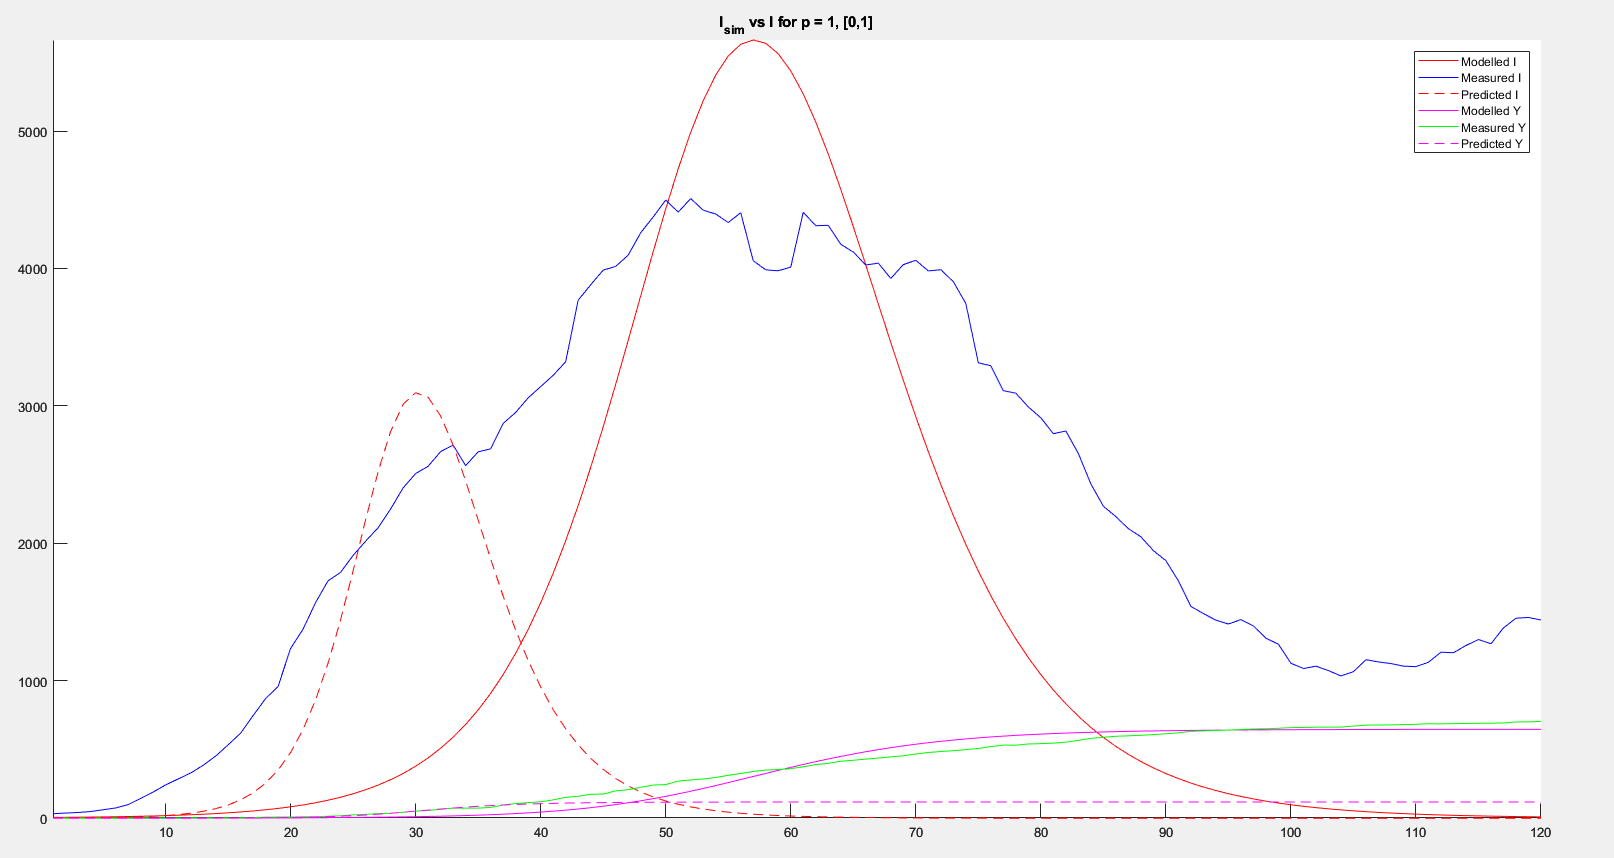 I_sim vs I for p = 1, [0,1]
Modelled I
Measured I
Predicted I
Modelled Y
Measured Y
Predicted Y
5000
4000
3000
2000
1000
0
10 20 30 40 50 60 70 80 90 100 110 120